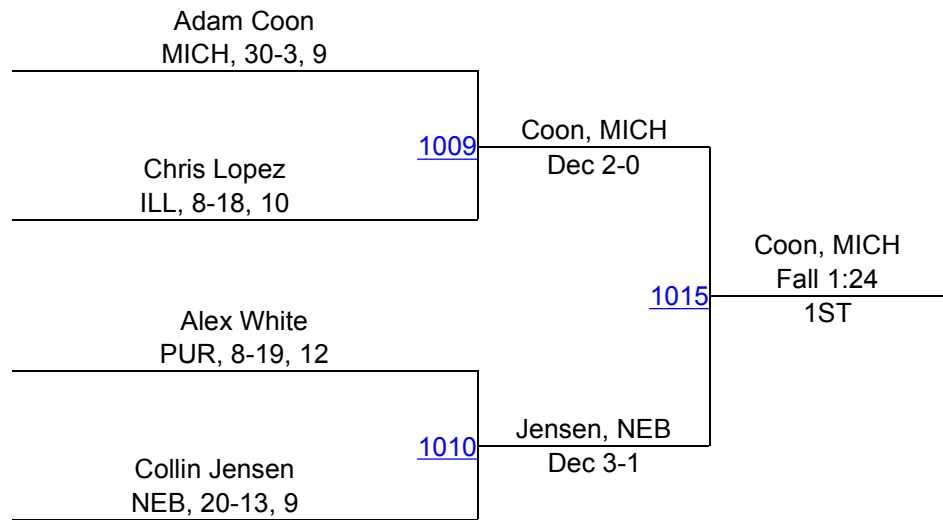 Adam Coon
MICH, 30-3, 9
1009
Coon, MICH
Dec 2-0
Chris Lopez
ILL, 8-18, 10
Coon, MICH
Fall 1:24
1ST
1015
Alex White
PUR, 8-19, 12
1010
Jensen, NEB
Dec 3-1
Collin Jensen
NEB, 20-13, 9